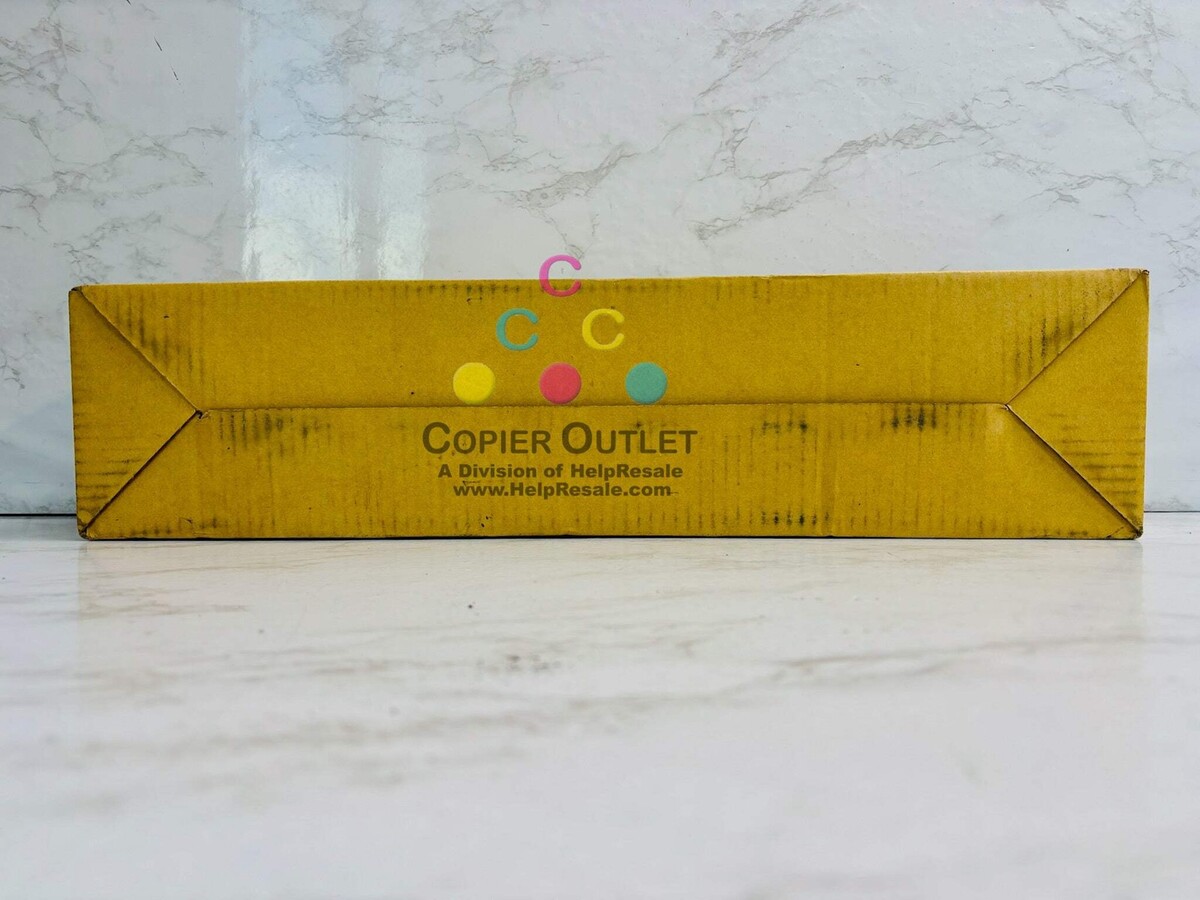 C
C C
COPIER OUTLET
A Division of HelpResale
www.HelpResale.com